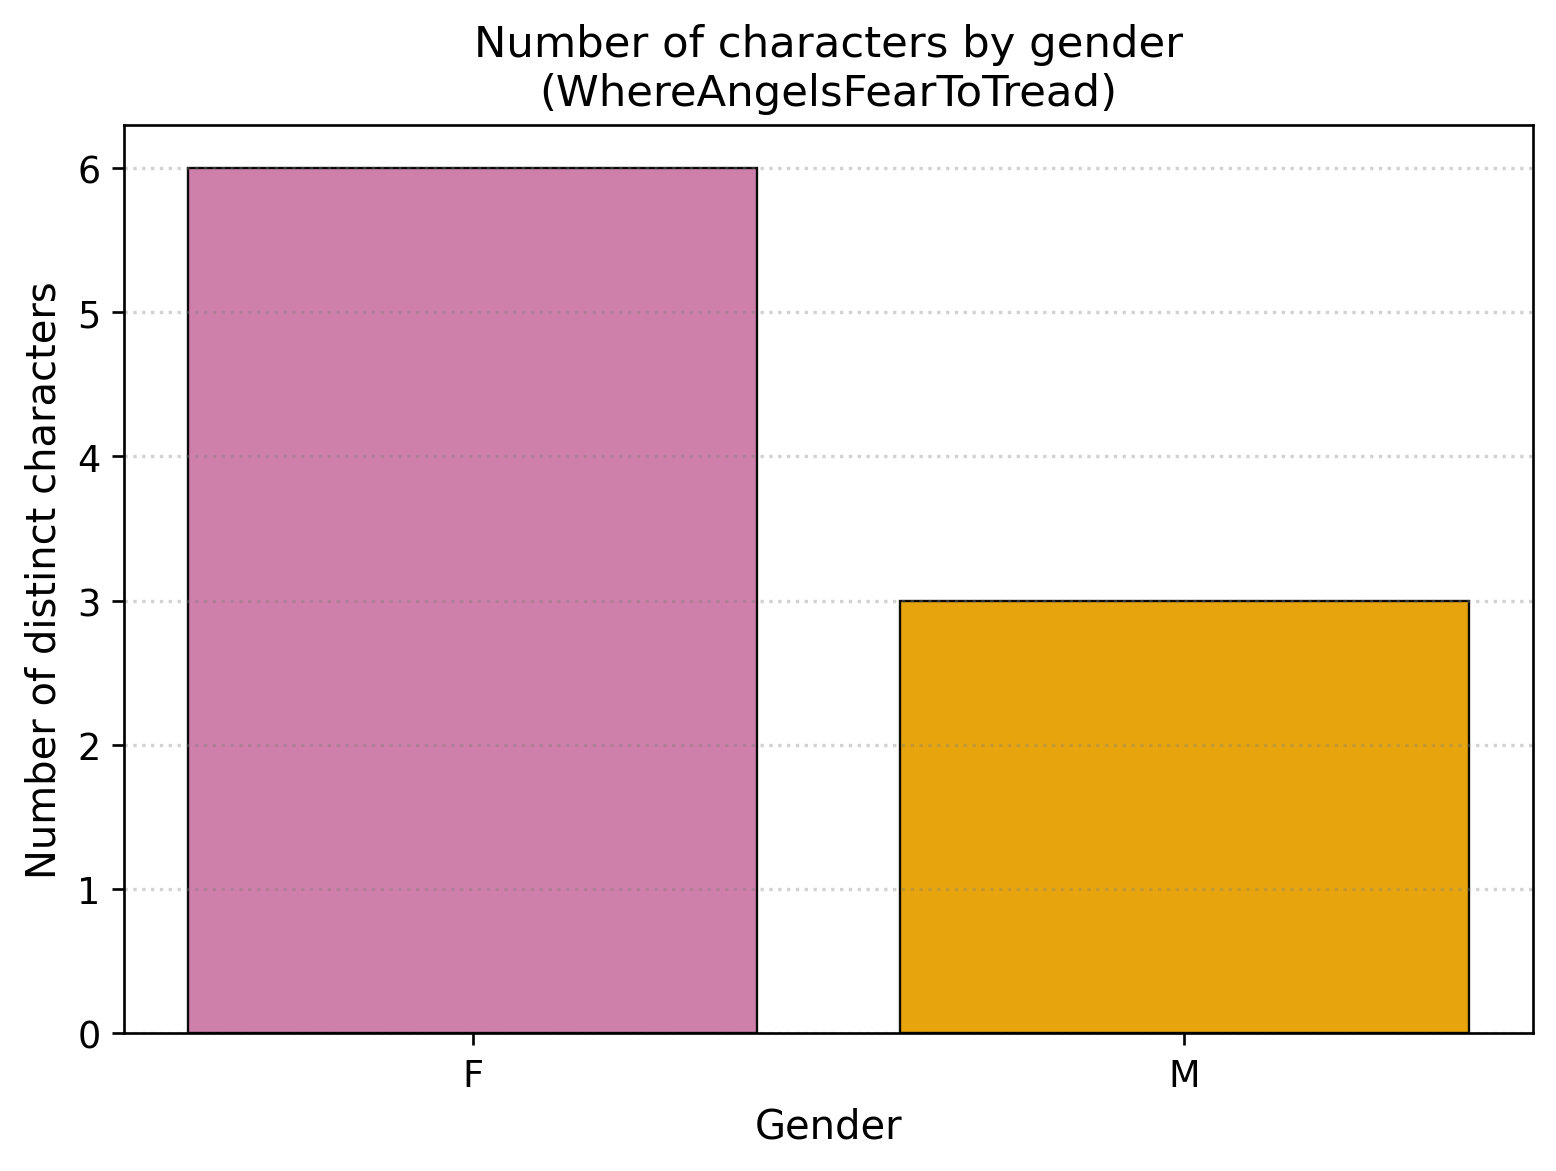 Number of characters by gender
(WhereAngelsFearToTread)
6
5
4
3
2
1
0
Number of distinct characters
F
M
Gender